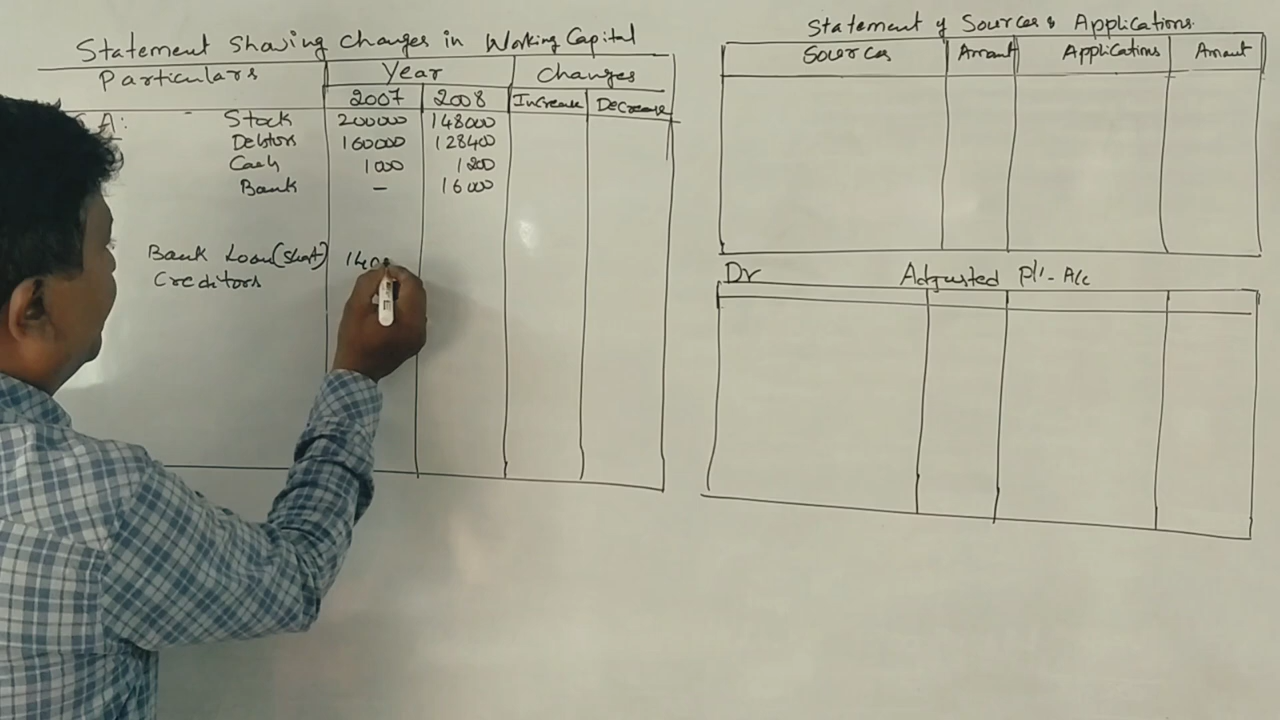 Statement Showing Changes in Working Capital
Particulars Year Changes
2007 2008 Increase Decrease
A: Stock 200000 148000
Debtors 160000 128400
Cash 1000 1200
Bank – 16000
Bank Loan (Short) 140
Creditors
Statement of Sources & Applications
Sources Amount Applications Amount
Dr Adjusted P/L A/c